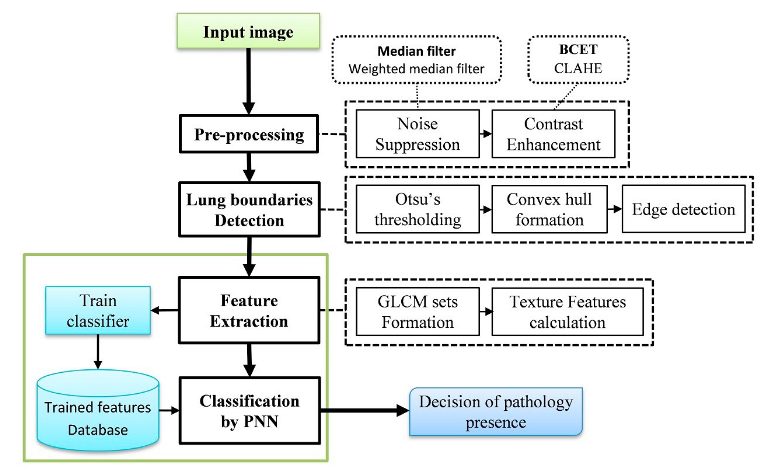 Input image
Median filter
Weighted median filter
BCET
CLAHE
Pre-processing
Noise
Suppression
Contrast
Enhancement
Lung boundaries
Detection
Otsu's
thresholding
Convex hull
formation
Edge detection
Train
classifier
Feature
Extraction
GLCM sets
Formation
Texture Features
calculation
Trained features
Database
Classification
by PNN
Decision of pathology
presence